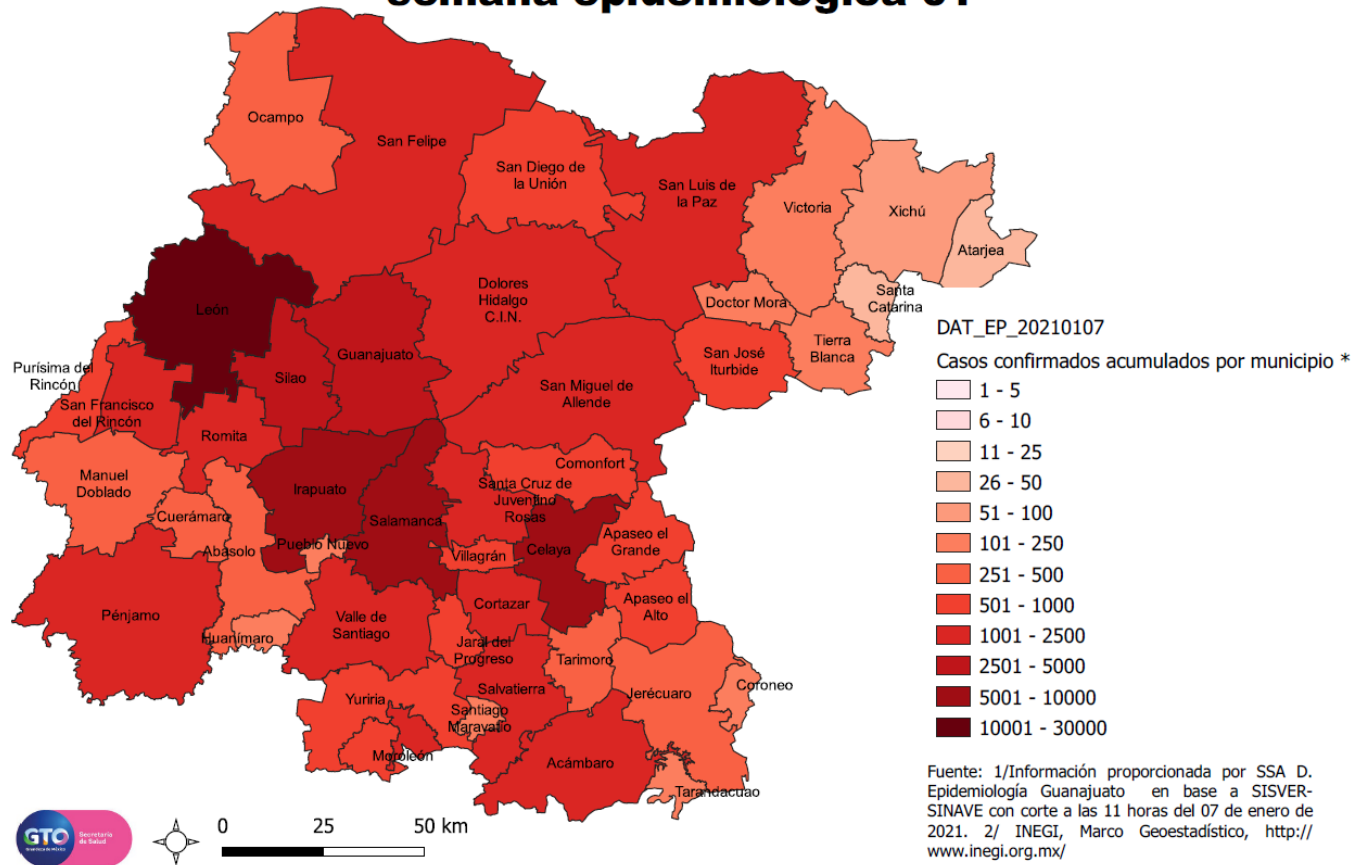 semana epidemiológica 01
Ocampo
San Felipe
San Diego de
la Unión
San Luis de
la Paz
Victoria
Xichú
Atarjea
León
Dolores
Hidalgo
C.I.N.
Doctor Mora
Santa
Catarina
Guanajuato
Tierra
Blanca
San José
Iturbide
Purísima del
Rincón
Silao
San Miguel de
Allende
San Francisco
del Rincón
Romita
Manuel
Doblado
Comonfort
Irapuato
Santa Cruz de
Juventino
Rosas
Cuerámaro
Salamanca
Apaseo el
Grande
Abasolo
Pueblo Nuevo
Villagrán
Celaya
Pénjamo
Valle de
Santiago
Cortazar
Apaseo el
Alto
Huanímaro
Jaral del
Progreso
Tarimoro
Yuriria
Salvatierra
Jerécuaro
Coroneo
Santiago
Maravatío
Moroleón
Acámbaro
Tarandacuao
DAT_EP_20210107
Casos confirmados acumulados por municipio *
1 - 5
6 - 10
11 - 25
26 - 50
51 - 100
101 - 250
251 - 500
501 - 1000
1001 - 2500
2501 - 5000
5001 - 10000
10001 - 30000
Fuente: 1/Información proporcionada por SSA D.
Epidemiología Guanajuato en base a SISVER-
SINAVE con corte a las 11 horas del 07 de enero de
2021. 2/ INEGI, Marco Geoestadístico, http://
www.inegi.org.mx/
GTO
Secretaría
de Salud
0 25 50 km